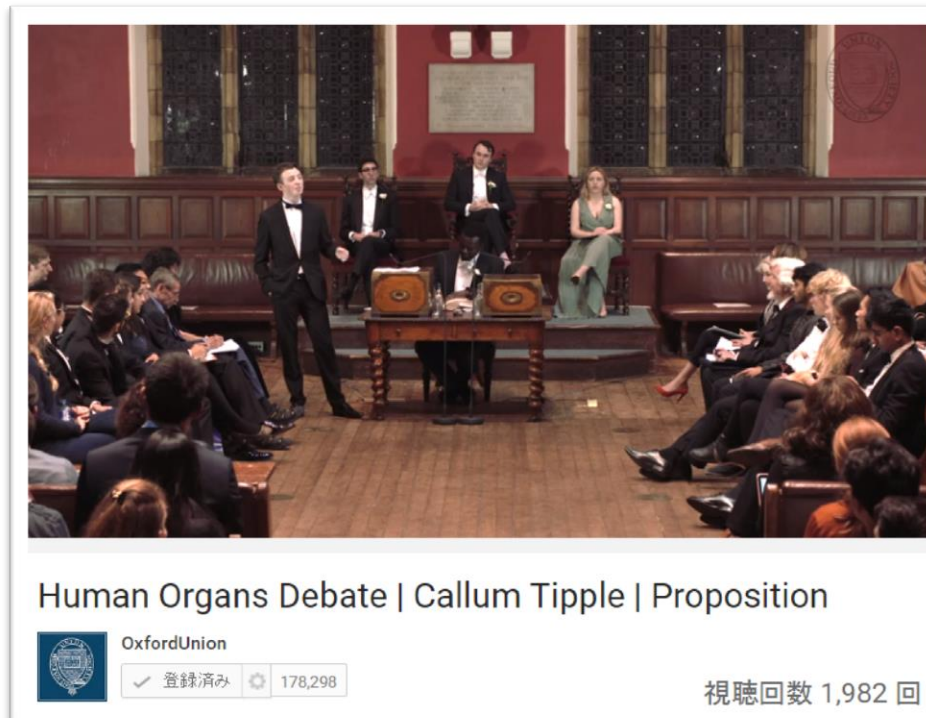 Human Organs Debate | Callum Tipple | Proposition
OxfordUnion
登録済み 178,298
視聴回数 1,982 回